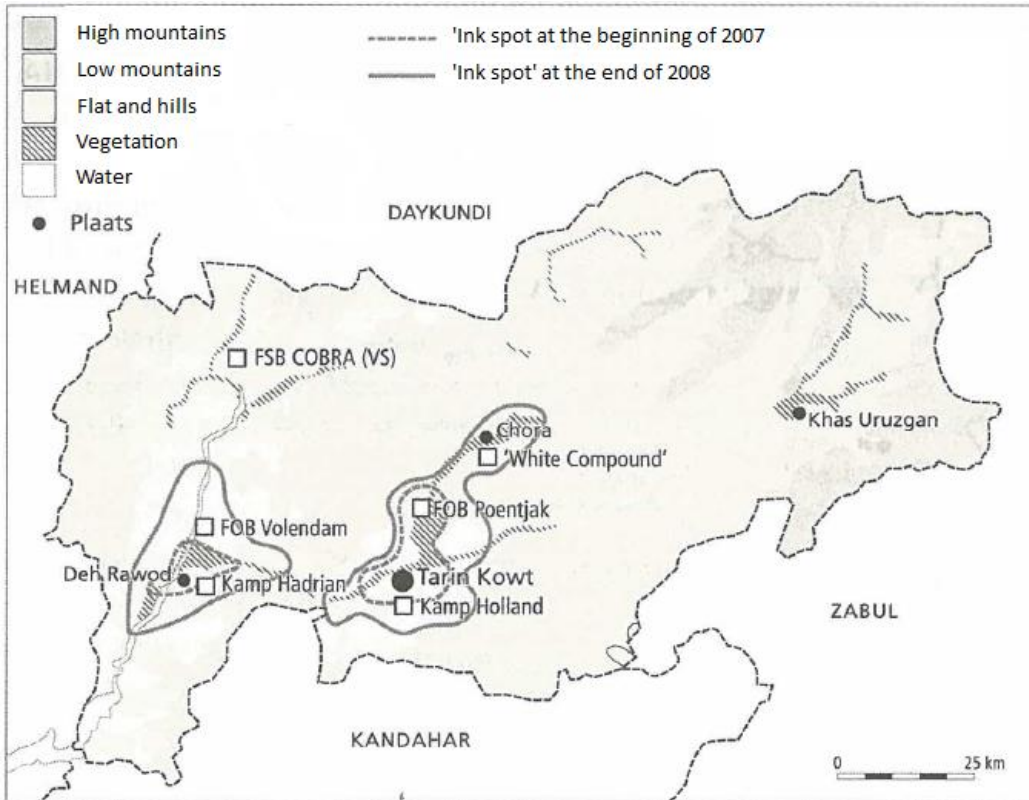 High mountains
Low mountains
Flat and hills
Vegetation
Water
Plaats
'Ink spot at the beginning of 2007
'Ink spot' at the end of 2008
DAYKUNDI
HELMAND
FSB COBRA (VS)
Chora
'White Compound'
Khas Uruzgan
FOB Volendam
FOB Poentjak
Deh Rawod
Kamp Hadrian
Tarin Kowt
Kamp Holland
ZABUL
KANDAHAR
0 25 km